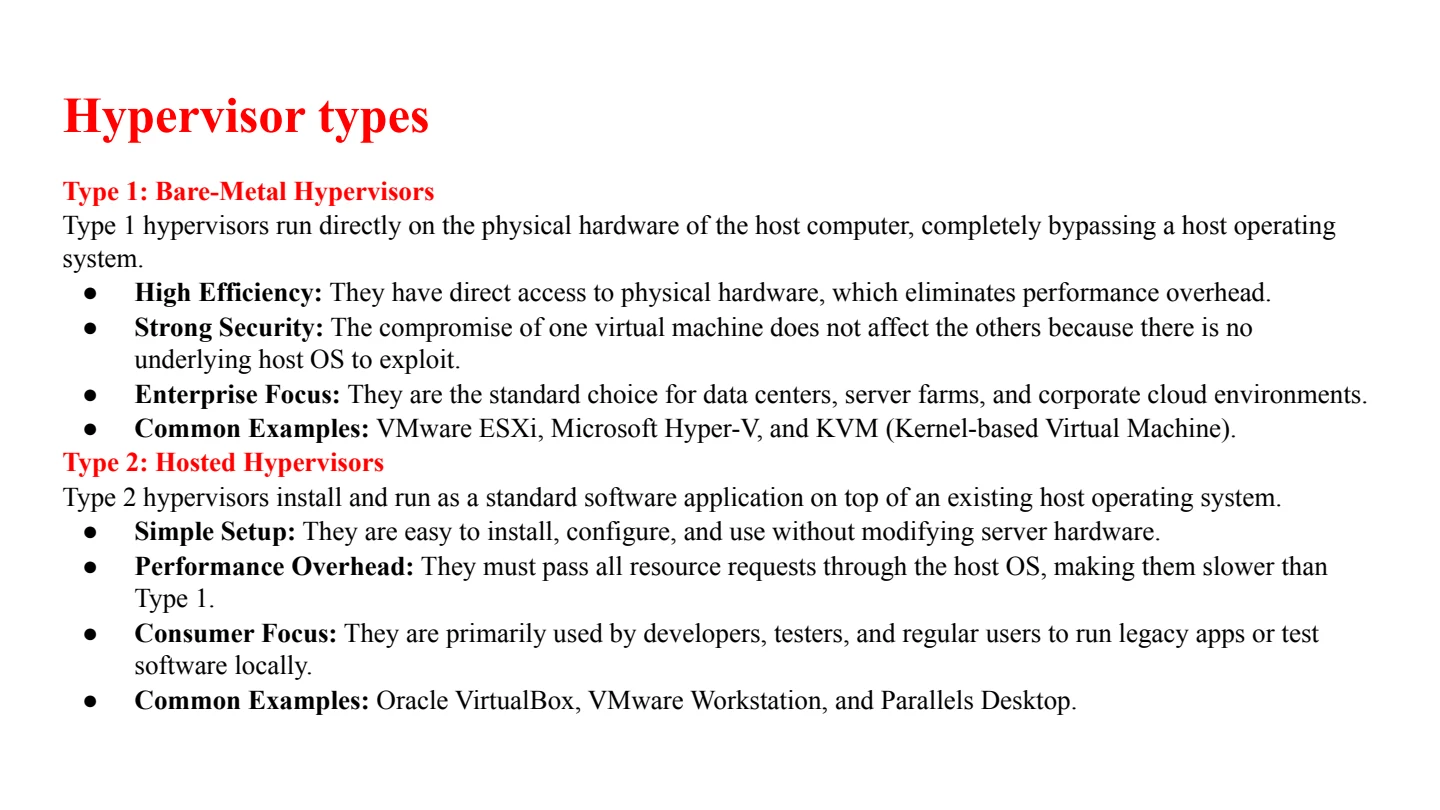 Hypervisor types
Type 1: Bare-Metal Hypervisors
Type 1 hypervisors run directly on the physical hardware of the host computer, completely bypassing a host operating
system.
● High Efficiency: They have direct access to physical hardware, which eliminates performance overhead.
● Strong Security: The compromise of one virtual machine does not affect the others because there is no
underlying host OS to exploit.
● Enterprise Focus: They are the standard choice for data centers, server farms, and corporate cloud environments.
● Common Examples: VMware ESXi, Microsoft Hyper-V, and KVM (Kernel-based Virtual Machine).
Type 2: Hosted Hypervisors
Type 2 hypervisors install and run as a standard software application on top of an existing host operating system.
● Simple Setup: They are easy to install, configure, and use without modifying server hardware.
● Performance Overhead: They must pass all resource requests through the host OS, making them slower than
Type 1.
● Consumer Focus: They are primarily used by developers, testers, and regular users to run legacy apps or test
software locally.
● Common Examples: Oracle VirtualBox, VMware Workstation, and Parallels Desktop.